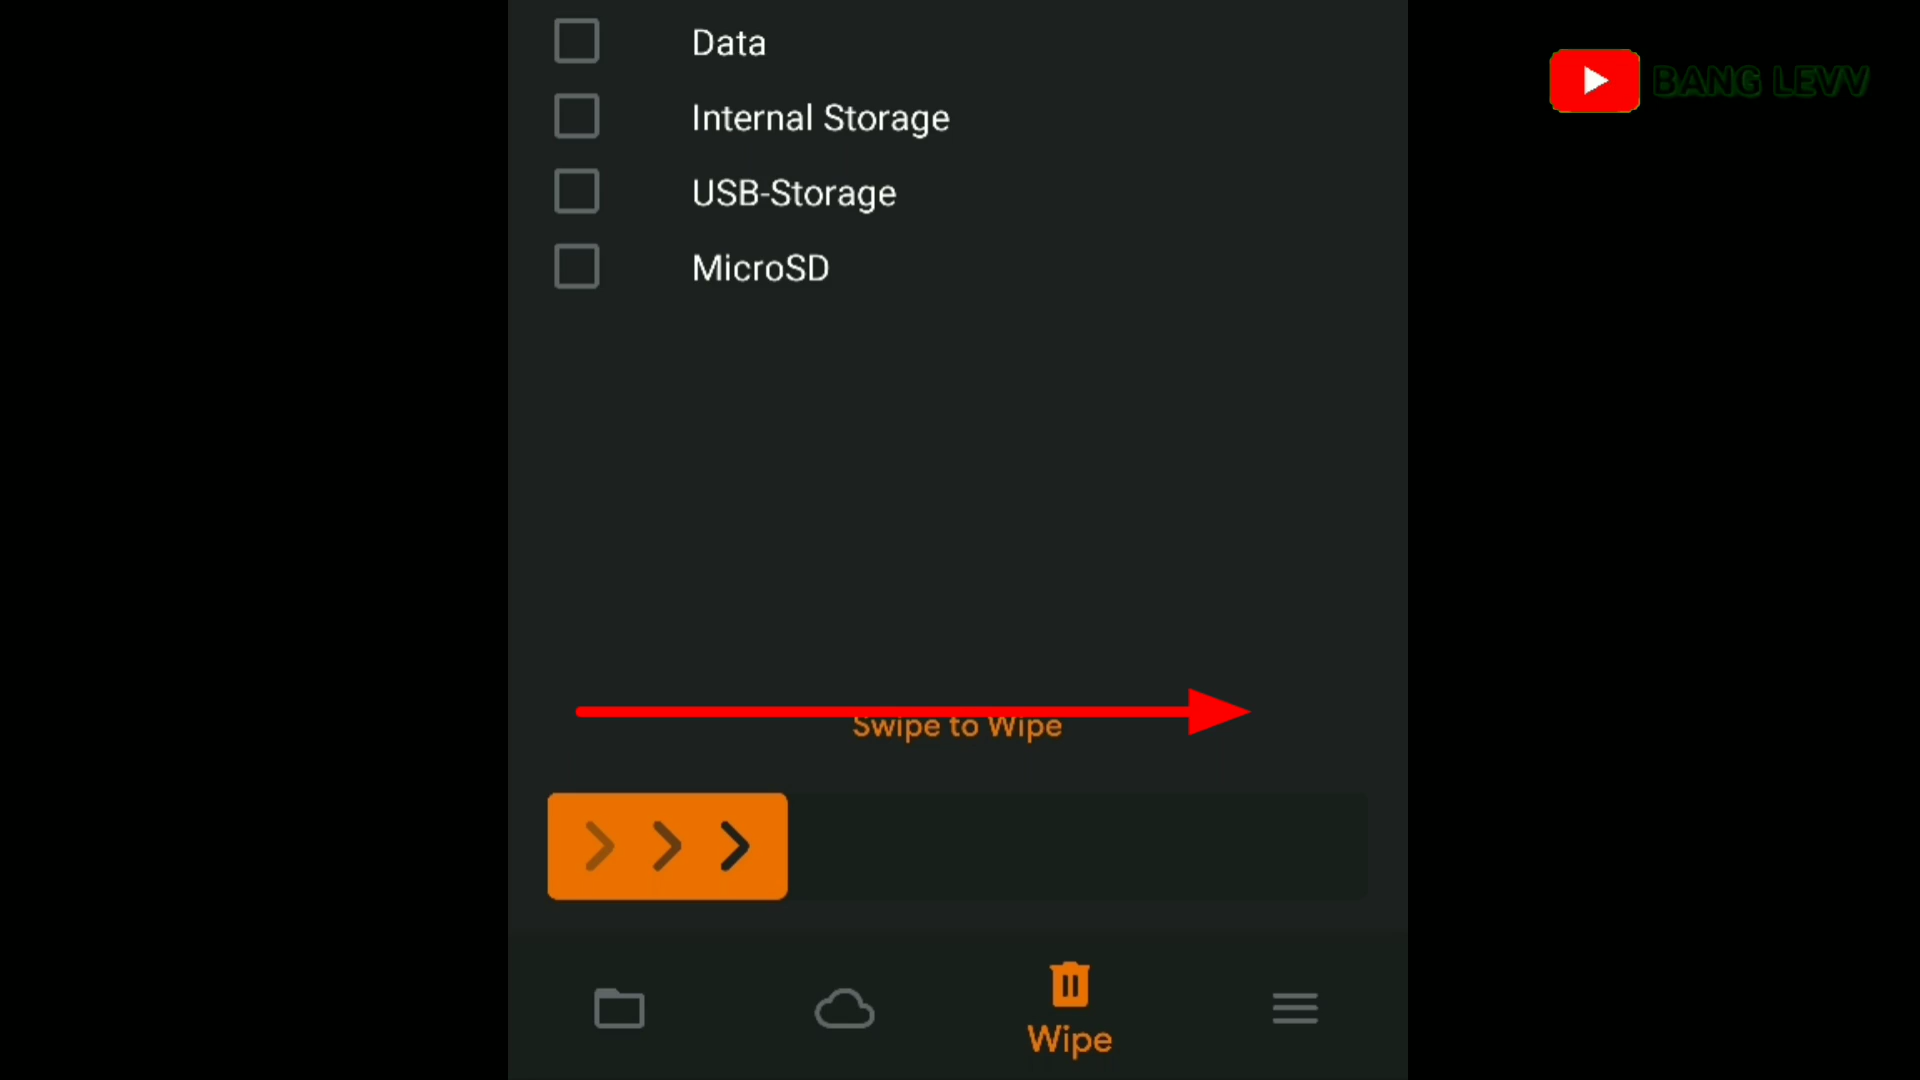 Data
BANG LEVV
Internal Storage
USB-Storage
MicroSD
Swipe to Wipe
Wipe